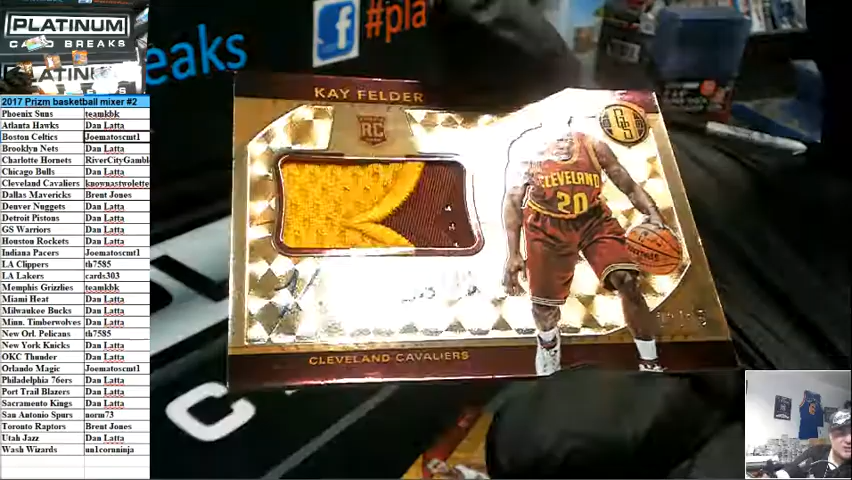 PLATINUM
CARD BREAKS
PLATINU
eaks
f
#pla
2017 Prizm basketball mixer #2
Phoenix Suns teamkbk
Atlanta Hawks Dan Latta
Boston Celtics Joematoscmt1
Brooklyn Nets Dan Latta
Charlotte Hornets RiverCityGambl
Chicago Bulls Dan Latta
Cleveland Cavaliers knoynastwolette
Dallas Mavericks Brent Jones
Denver Nuggets Dan Latta
Detroit Pistons Dan Latta
GS Warriors Dan Latta
Houston Rockets Dan Latta
Indiana Pacers Joematoscmt1
LA Clippers th7585
LA Lakers cards303
Memphis Grizzlies teamkbk
Miami Heat Dan Latta
Milwaukee Bucks Dan Latta
Minn. Timberwolves Dan Latta
New Orl. Pelicans th7585
New York Knicks Dan Latta
OKC Thunder Dan Latta
Orlando Magic Joematoscmt1
Philadelphia 76ers Dan Latta
Port Trail Blazers Dan Latta
Sacramento Kings Dan Latta
San Antonio Spurs norm73
Toronto Raptors Brent Jones
Utah Jazz Dan Latta
Wash Wizards un1cornninja
KAY FELDER
RC
CLEVELAND
20
CLEVELAND CAVALIERS